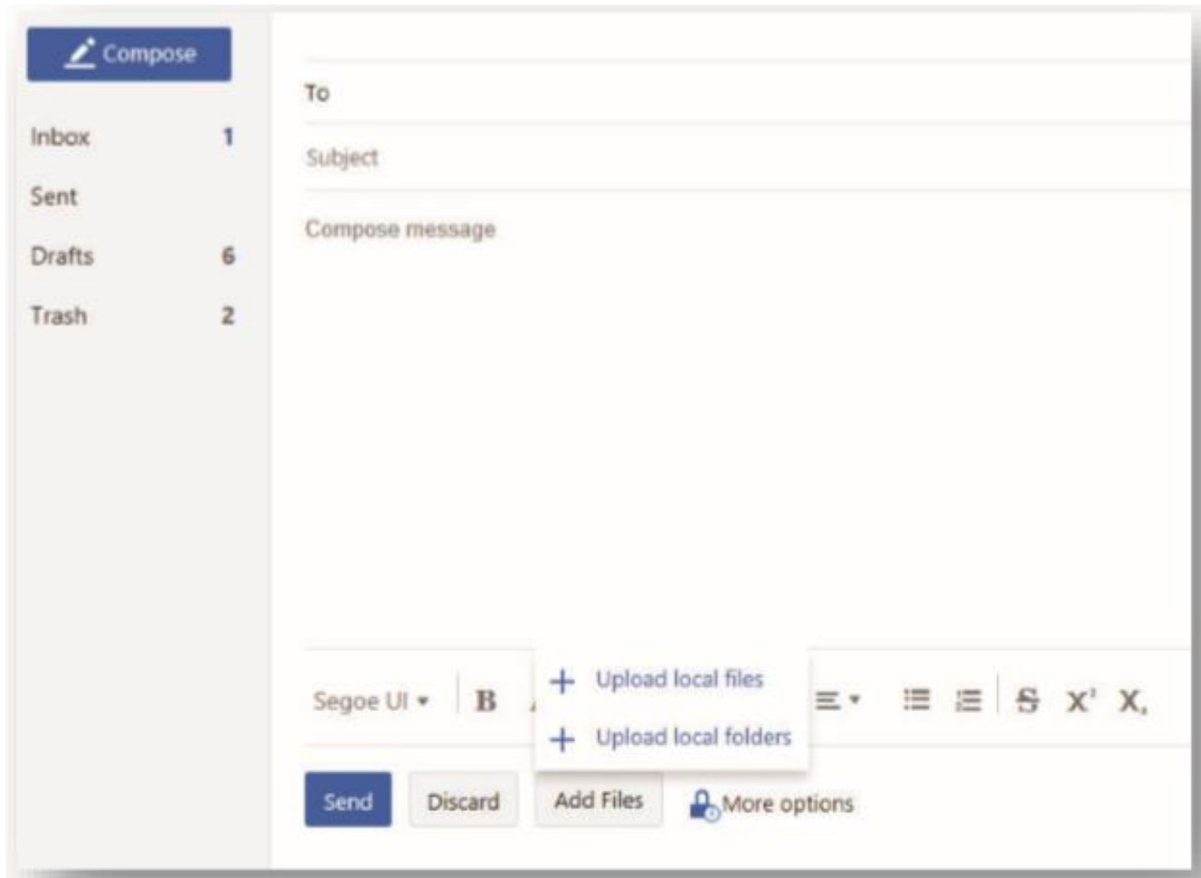 Compose
Inbox 1
Sent
Drafts 6
Trash 2
To
Subject
Compose message
Upload local files
Upload local folders
Segoe UI B S X² X,
Send Discard Add Files More options